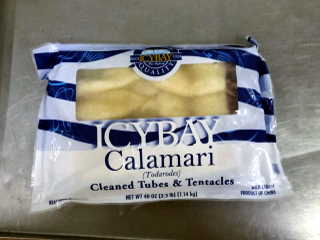 ICYBAY
QUALITY
ICYBAY
Calamari
(Todarodes)
Cleaned Tubes & Tentacles
NET WT 40 OZ (2.5 lb) (1.14 kg)
PRODUCT OF CHINA